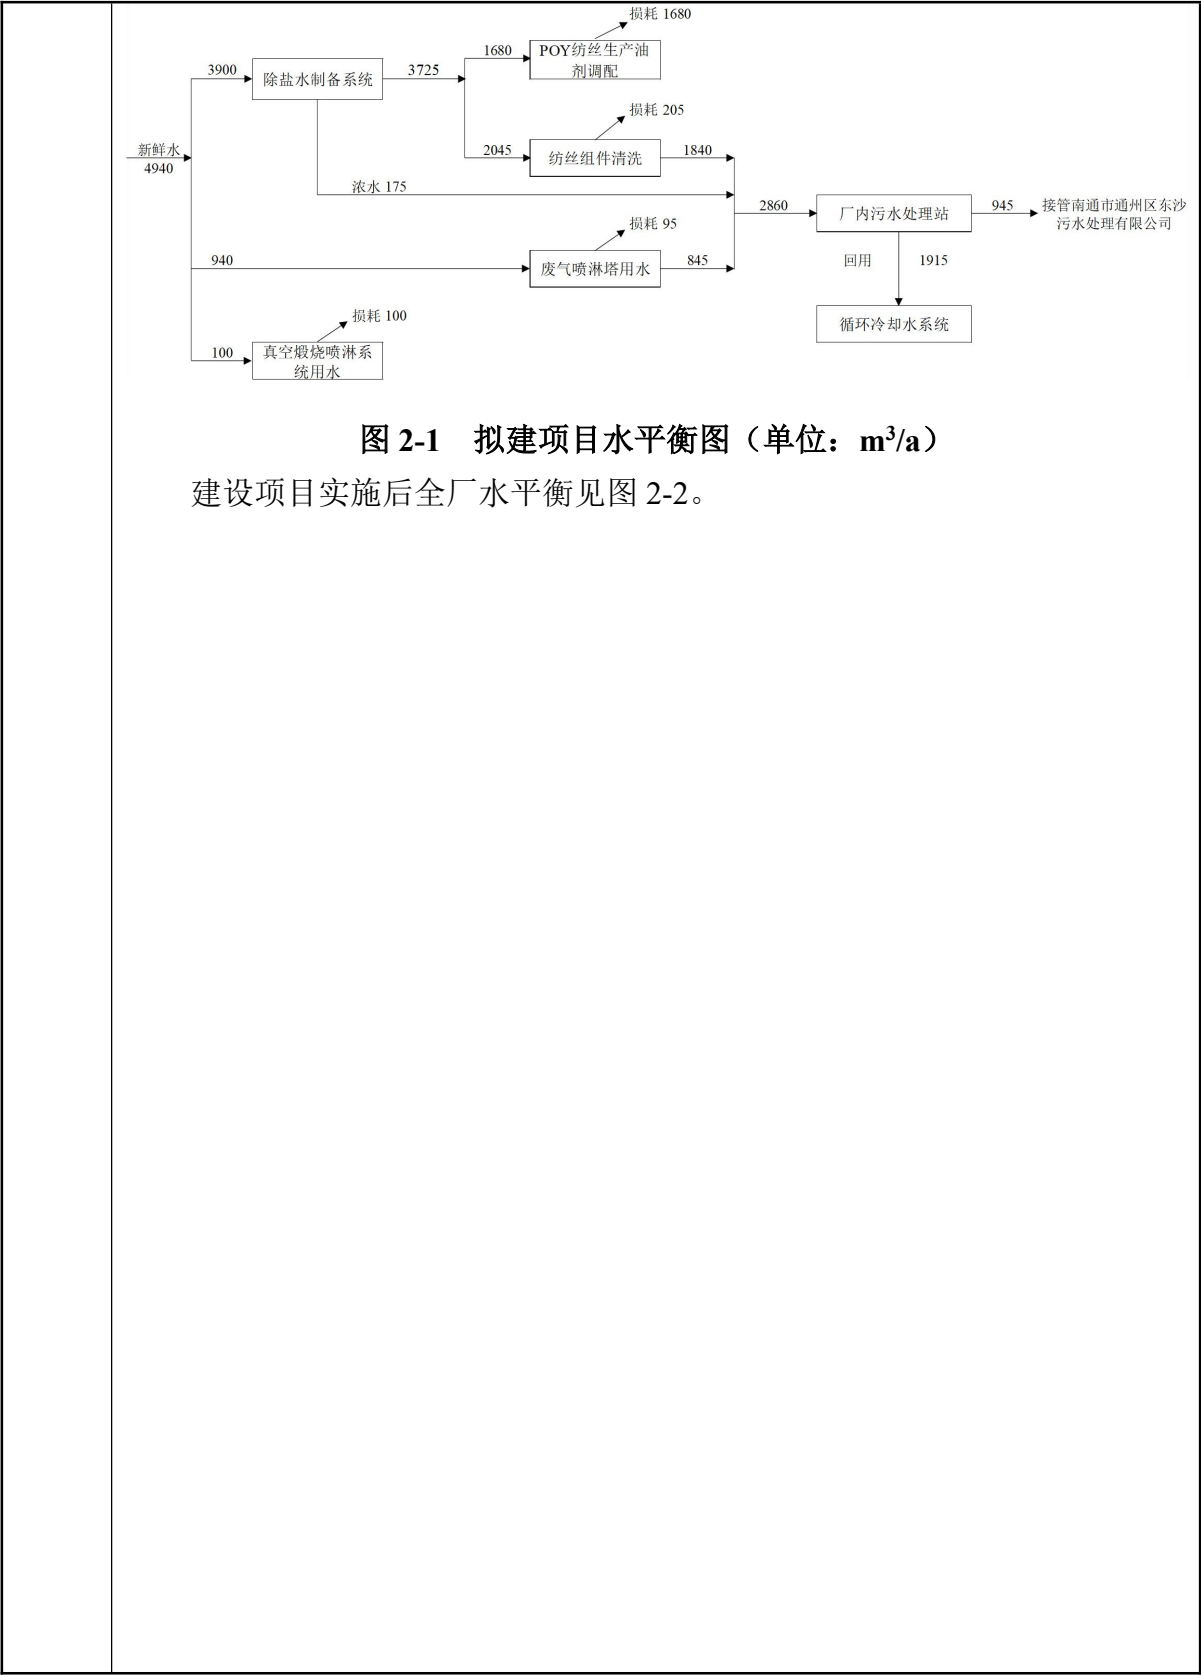 损耗 1680
1680
POY纺丝生产油
剂调配
3900
除盐水制备系统
3725
损耗 205
新鲜水
4940
2045
纺丝组件清洗
1840
浓水 175
2860
厂内污水处理站
945
接管南通市通州区东沙
污水处理有限公司
损耗 95
940
废气喷淋塔用水
845
回用
1915
损耗 100
循环冷却水系统
100
真空煅烧喷淋系
统用水
图 2-1 拟建项目水平衡图（单位：m³/a）
建设项目实施后全厂水平衡见图 2-2。